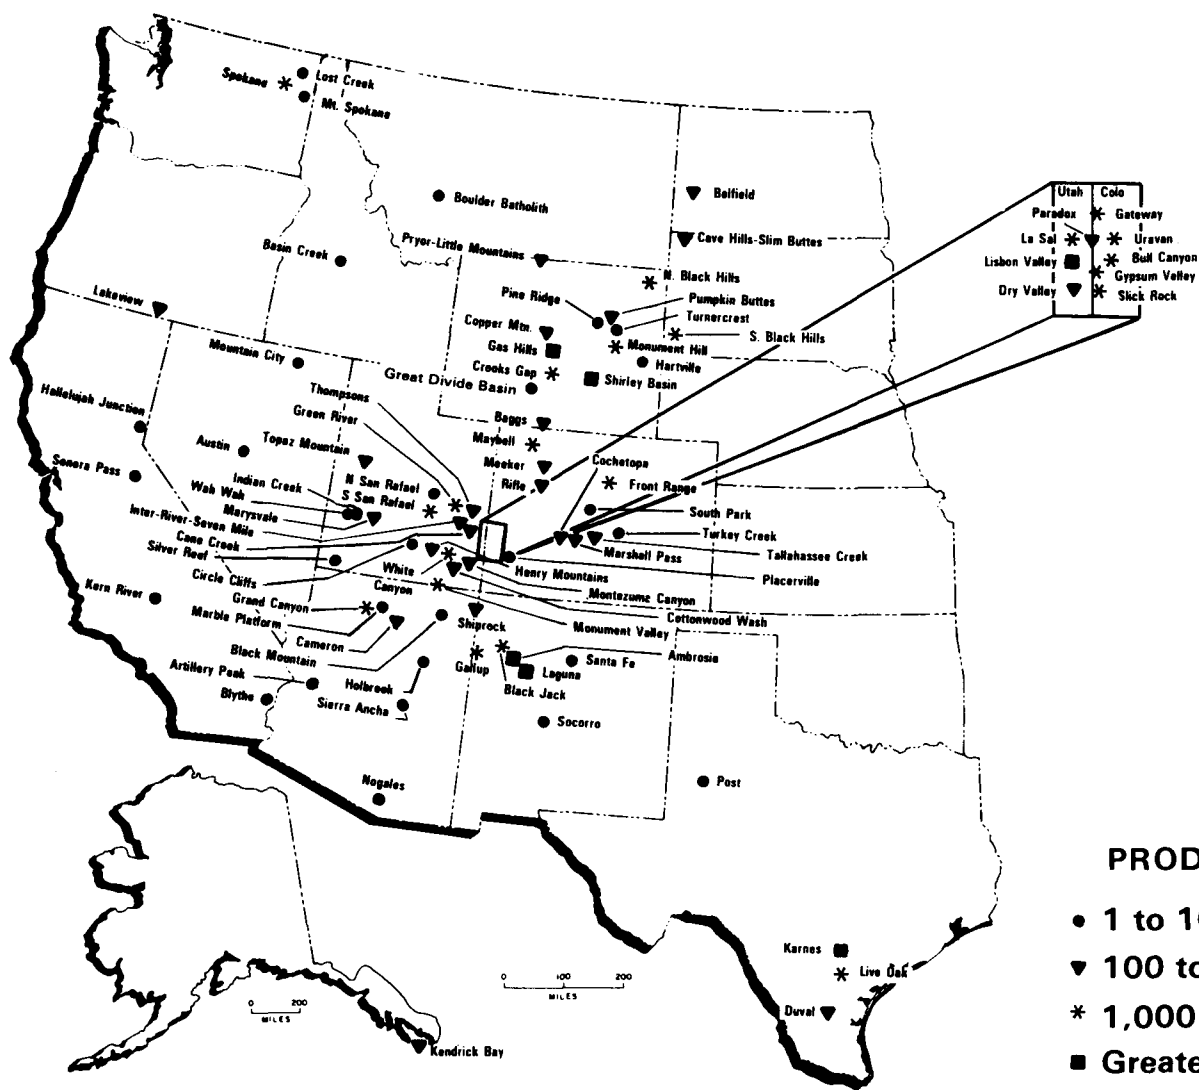 Spokane
Lost Creek
Mt. Spokane
Boulder Batholith
Belfield
Cave Hills-Slim Buttes
Pryor-Little Mountains
Basin Creek
N. Black Hills
Pine Ridge
Pumpkin Buttes
Turnercrest
Lakeview
Copper Mtn.
S. Black Hills
Gas Hills
Monument Hill
Mountain City
Crooks Gap
Hartville
Great Divide Basin
Shirley Basin
Thompsons
Green River
Hallelujah Junction
Baggs
Maybell
Austin
Topaz Mountain
Meeker
Cochetopa
Sonora Pass
Rifle
Front Range
Indian Creek
N San Rafael
S San Rafael
Wah Wah
Marysvale
South Park
Inter-River-Seven Mile
Turkey Creek
Cane Creek
Tallahassee Creek
Silver Reef
Marshall Pass
Circle Cliffs
White
Canyon
Henry Mountains
Placerville
Kern River
Grand Canyon
Montezuma Canyon
Marble Platform
Cottonwood Wash
Cameron
Shiprock
Monument Valley
Black Mountain
Ambrosia
Artillery Peak
Gallup
Santa Fe
Laguna
Holbrook
Black Jack
Blythe
Sierra Ancha
Socorro
Nogales
Post
Utah Colo
Paradox
Gateway
La Sal
Uravan
Lisbon Valley
Bull Canyon
Gypsum Valley
Dry Valley
Slick Rock
Karnes
Live Oak
Duval
Kendrick Bay
0 200
MILES
0 100 200
MILES
PROD
1 to 10
100 to
1,000
Greate